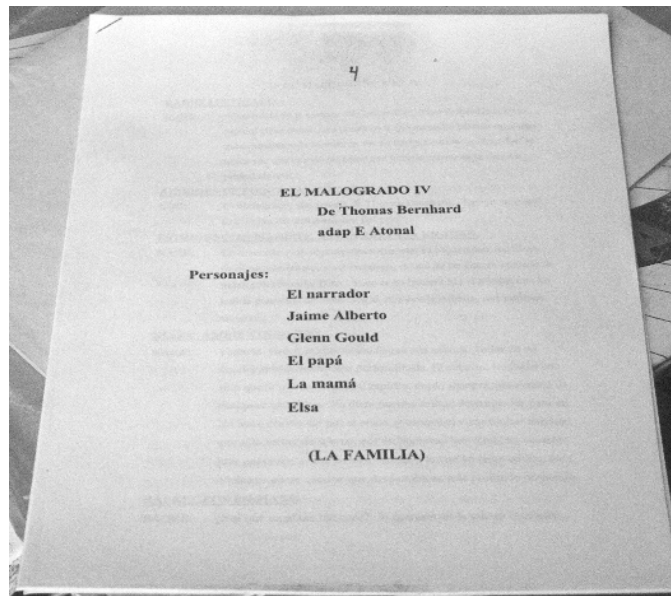 4
EL MALOGRADO IV
De Thomas Bernhard
adap E Atonal
Personajes:
El narrador
Jaime Alberto
Glenn Gould
El papá
La mamá
Elsa
(LA FAMILIA)